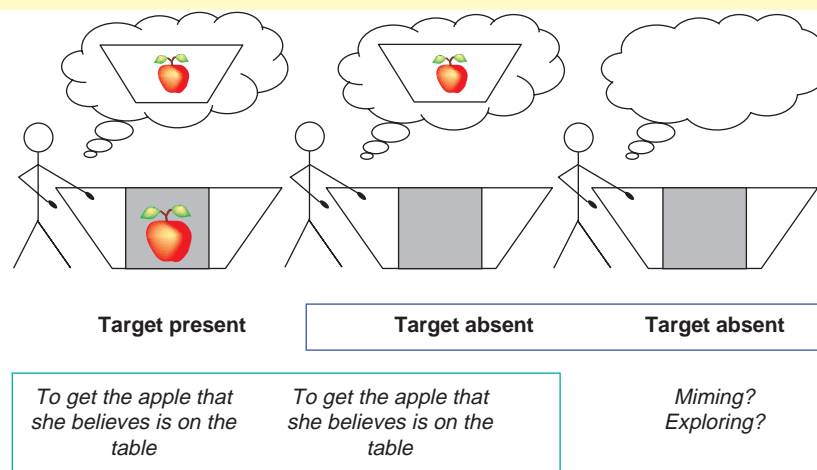 Target present
Target absent
Target absent
To get the apple that
she believes is on the
table
To get the apple that
she believes is on the
table
Miming?
Exploring?